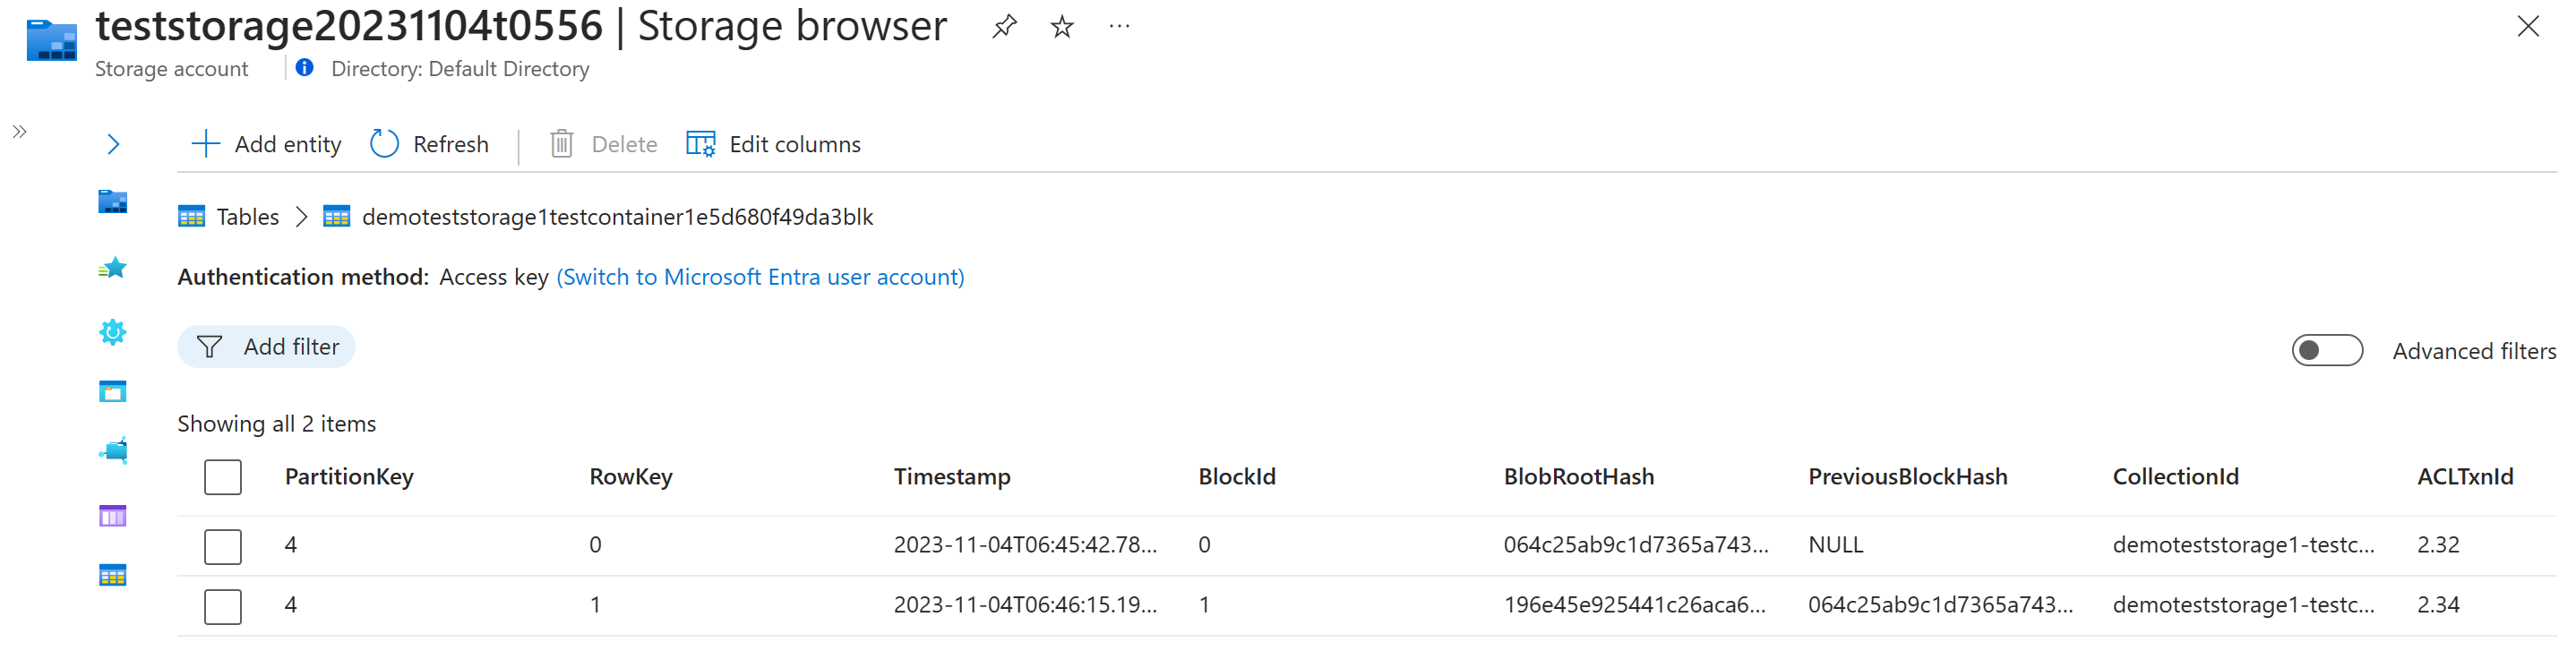 teststorage20231104t0556 | Storage browser
Storage account
Directory: Default Directory
Add entity
Refresh
Delete
Edit columns
Tables > demoteststorage1testcontainer1e5d680f49da3blk
Authentication method: Access key (Switch to Microsoft Entra user account)
Add filter
Advanced filters
Showing all 2 items
PartitionKey RowKey Timestamp BlockId BlobRootHash PreviousBlockHash CollectionId ACLTxnId
4 0 2023-11-04T06:45:42.78... 0 064c25ab9c1d7365a743... NULL demoteststorage1-testc... 2.32
4 1 2023-11-04T06:46:15.19... 1 196e45e925441c26aca6... 064c25ab9c1d7365a743... demoteststorage1-testc... 2.34